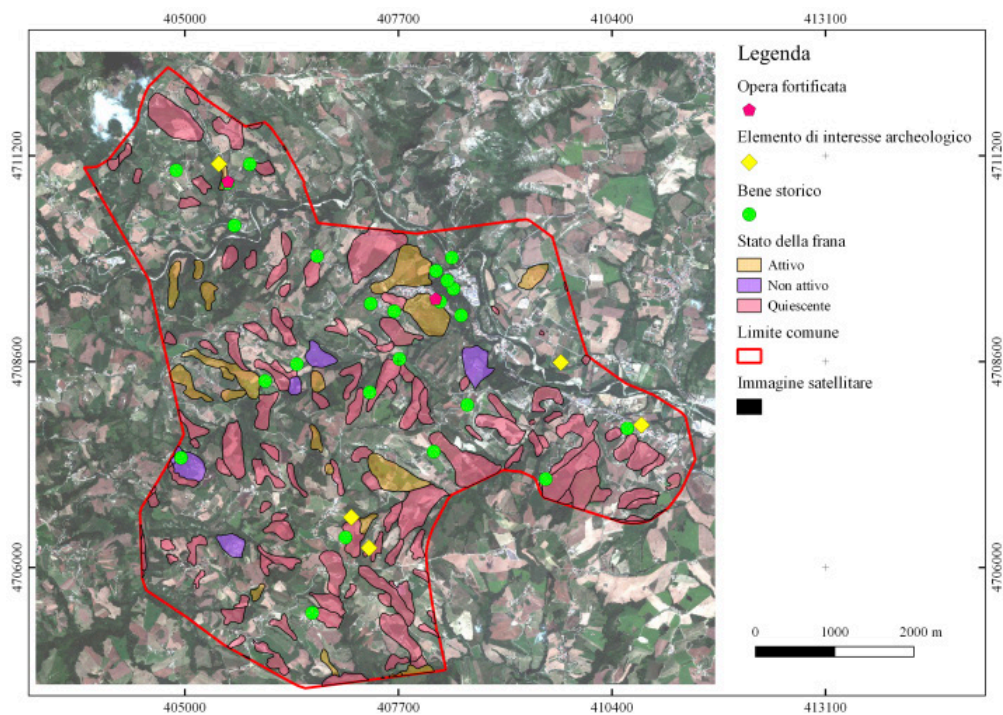 405000 407700 410400 413100
Legenda
Opera fortificata
4711200 4711200
Elemento di interesse archeologico
Bene storico
Stato della frana
Attivo
Non attivo
Quiescente
Limite comune
4708600 4708600
Immagine satellitare
4706000 4706000
0 1000 2000 m
405000 407700 410400 413100